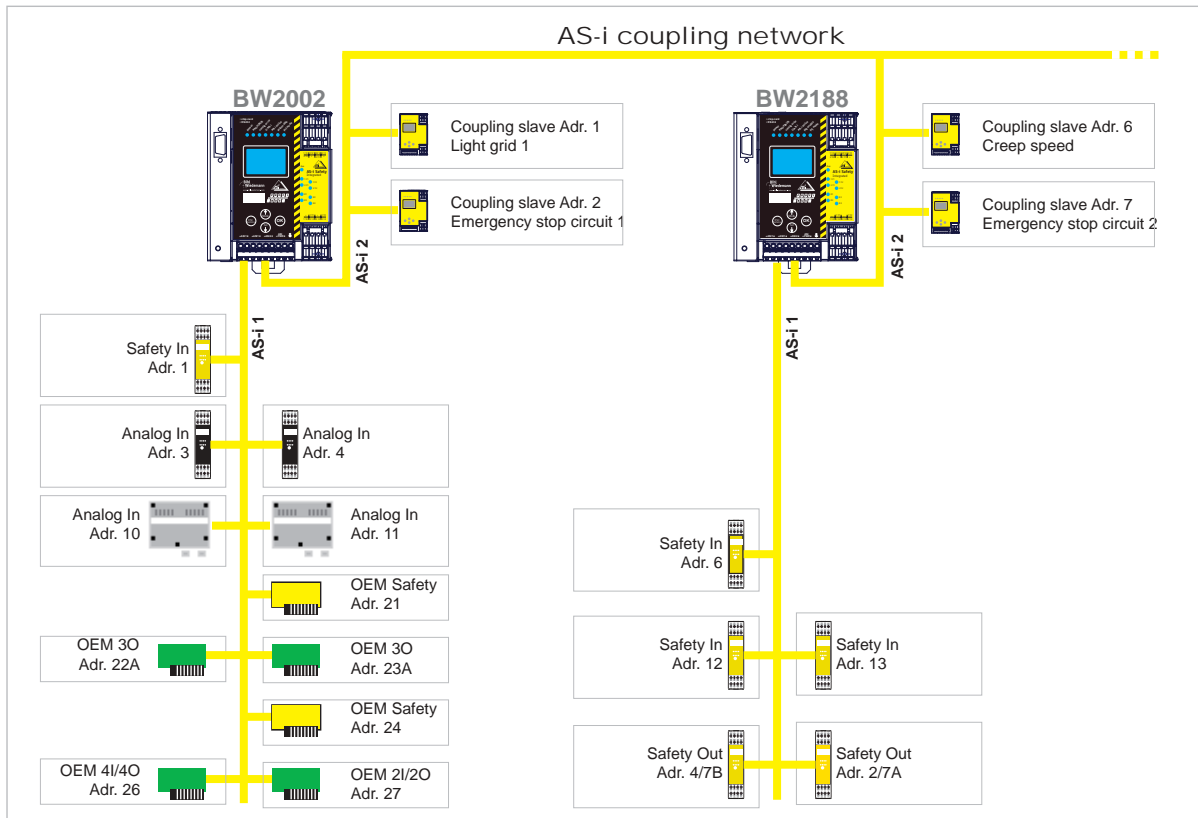 AS-i coupling network
BW2002
BW2188
Coupling slave Adr. 1
Light grid 1
Coupling slave Adr. 2
Emergency stop circuit 1
Coupling slave Adr. 6
Creep speed
Coupling slave Adr. 7
Emergency stop circuit 2
AS-i 2
AS-i 2
AS-i 1
AS-i 1
Safety In
Adr. 1
Analog In
Adr. 3
Analog In
Adr. 4
Analog In
Adr. 10
Analog In
Adr. 11
OEM Safety
Adr. 21
OEM 3O
Adr. 22A
OEM 3O
Adr. 23A
OEM Safety
Adr. 24
OEM 4I/4O
Adr. 26
OEM 2I/2O
Adr. 27
Safety In
Adr. 6
Safety In
Adr. 12
Safety In
Adr. 13
Safety Out
Adr. 4/7B
Safety Out
Adr. 2/7A